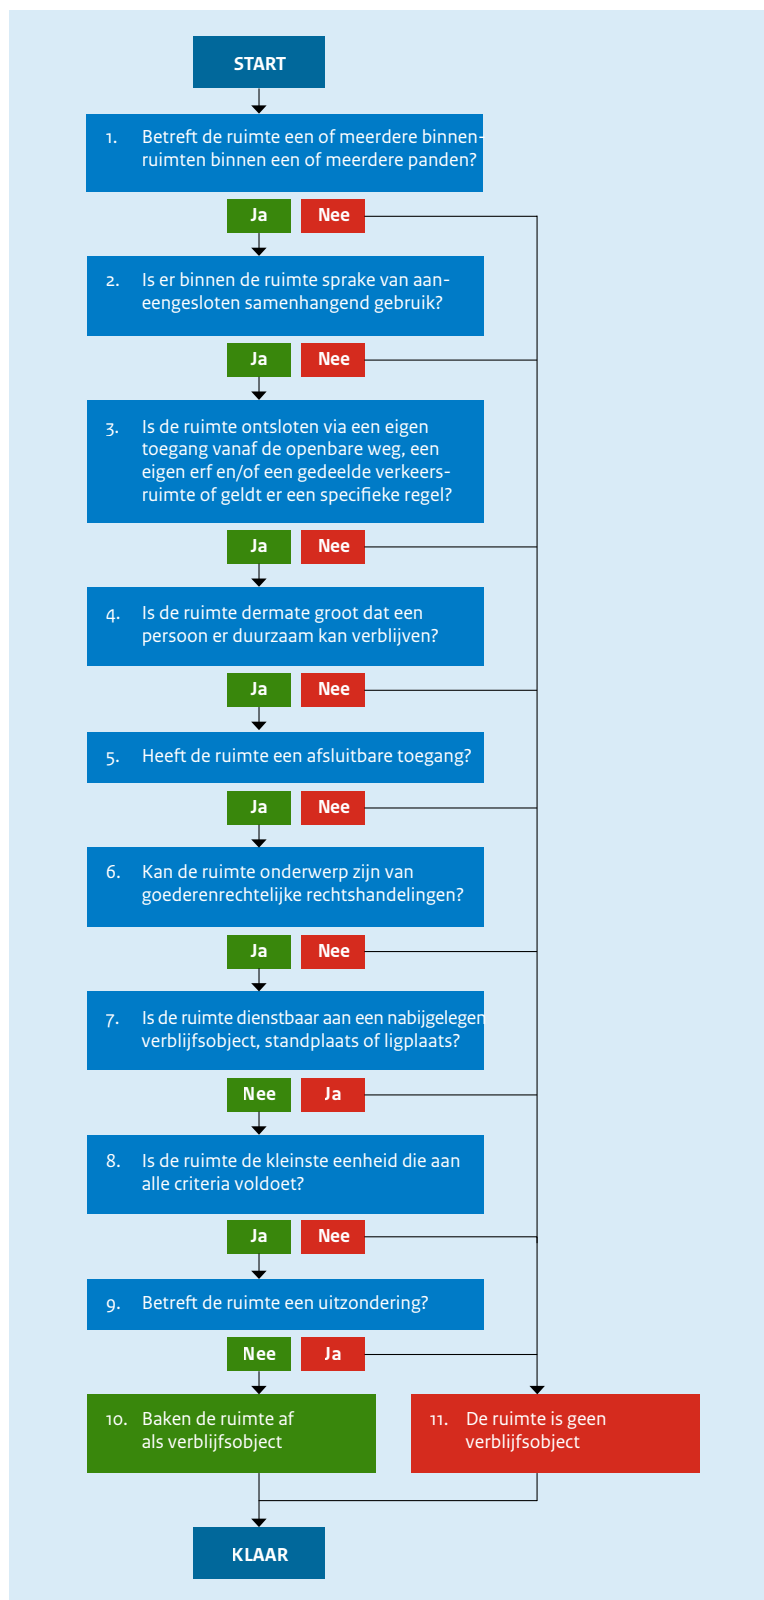 START
1. Betreft de ruimte een of meerdere binnen-
ruimten binnen een of meerdere panden?
Ja Nee
2. Is er binnen de ruimte sprake van aan-
eengesloten samenhangend gebruik?
Ja Nee
3. Is de ruimte ontsloten via een eigen
toegang vanaf de openbare weg, een
eigen erf en/of een gedeelde verkeers-
ruimte of geldt er een specifieke regel?
Ja Nee
4. Is de ruimte dermate groot dat een
persoon er duurzaam kan verblijven?
Ja Nee
5. Heeft de ruimte een afsluitbare toegang?
Ja Nee
6. Kan de ruimte onderwerp zijn van
goederenrechtelijke rechtshandelingen?
Ja Nee
7. Is de ruimte dienstbaar aan een nabijgelegen
verblijfsobject, standplaats of ligplaats?
Nee Ja
8. Is de ruimte de kleinste eenheid die aan
alle criteria voldoet?
Ja Nee
9. Betreft de ruimte een uitzondering?
Nee Ja
10. Baken de ruimte af
als verblijfsobject
11. De ruimte is geen
verblijfsobject
KLAAR